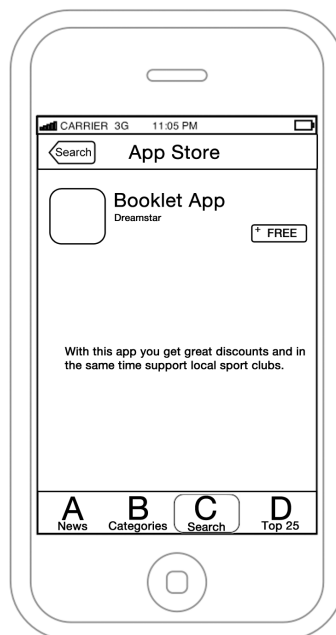 CARRIER 3G 11:05 PM
Search App Store
Booklet App
Dreamstar
+ FREE
With this app you get great discounts and in
the same time support local sport clubs.
A B C D
News Categories Search Top 25